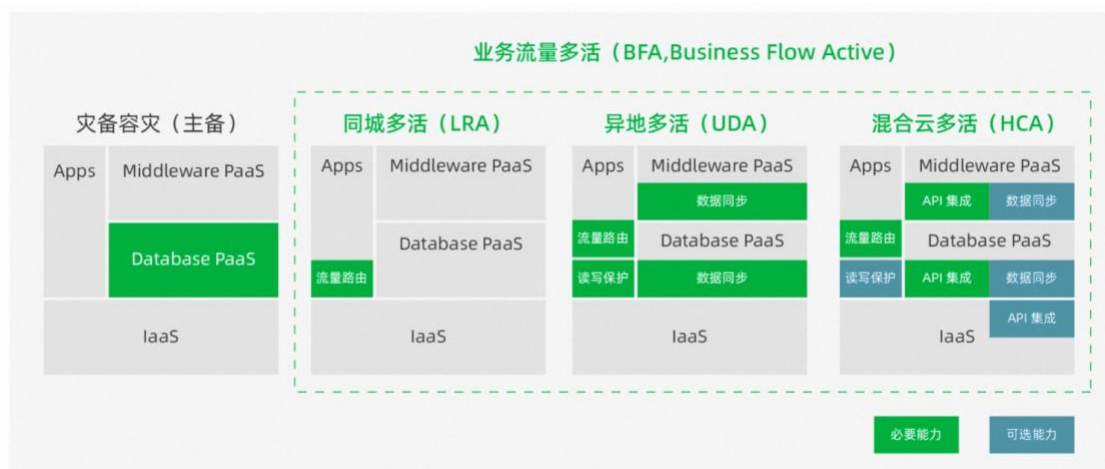 业务流量多活（BFA,Business Flow Active）
灾备容灾（主备）
Apps
Middleware PaaS
Database PaaS
IaaS
同城多活（LRA）
Apps
Middleware PaaS
Database PaaS
流量路由
IaaS
异地多活（UDA）
Apps
Middleware PaaS
数据同步
流量路由
Database PaaS
读写保护
数据同步
IaaS
混合云多活（HCA）
Apps
Middleware PaaS
API 集成
数据同步
流量路由
Database PaaS
读写保护
API 集成
数据同步
API 集成
IaaS
必要能力
可选能力